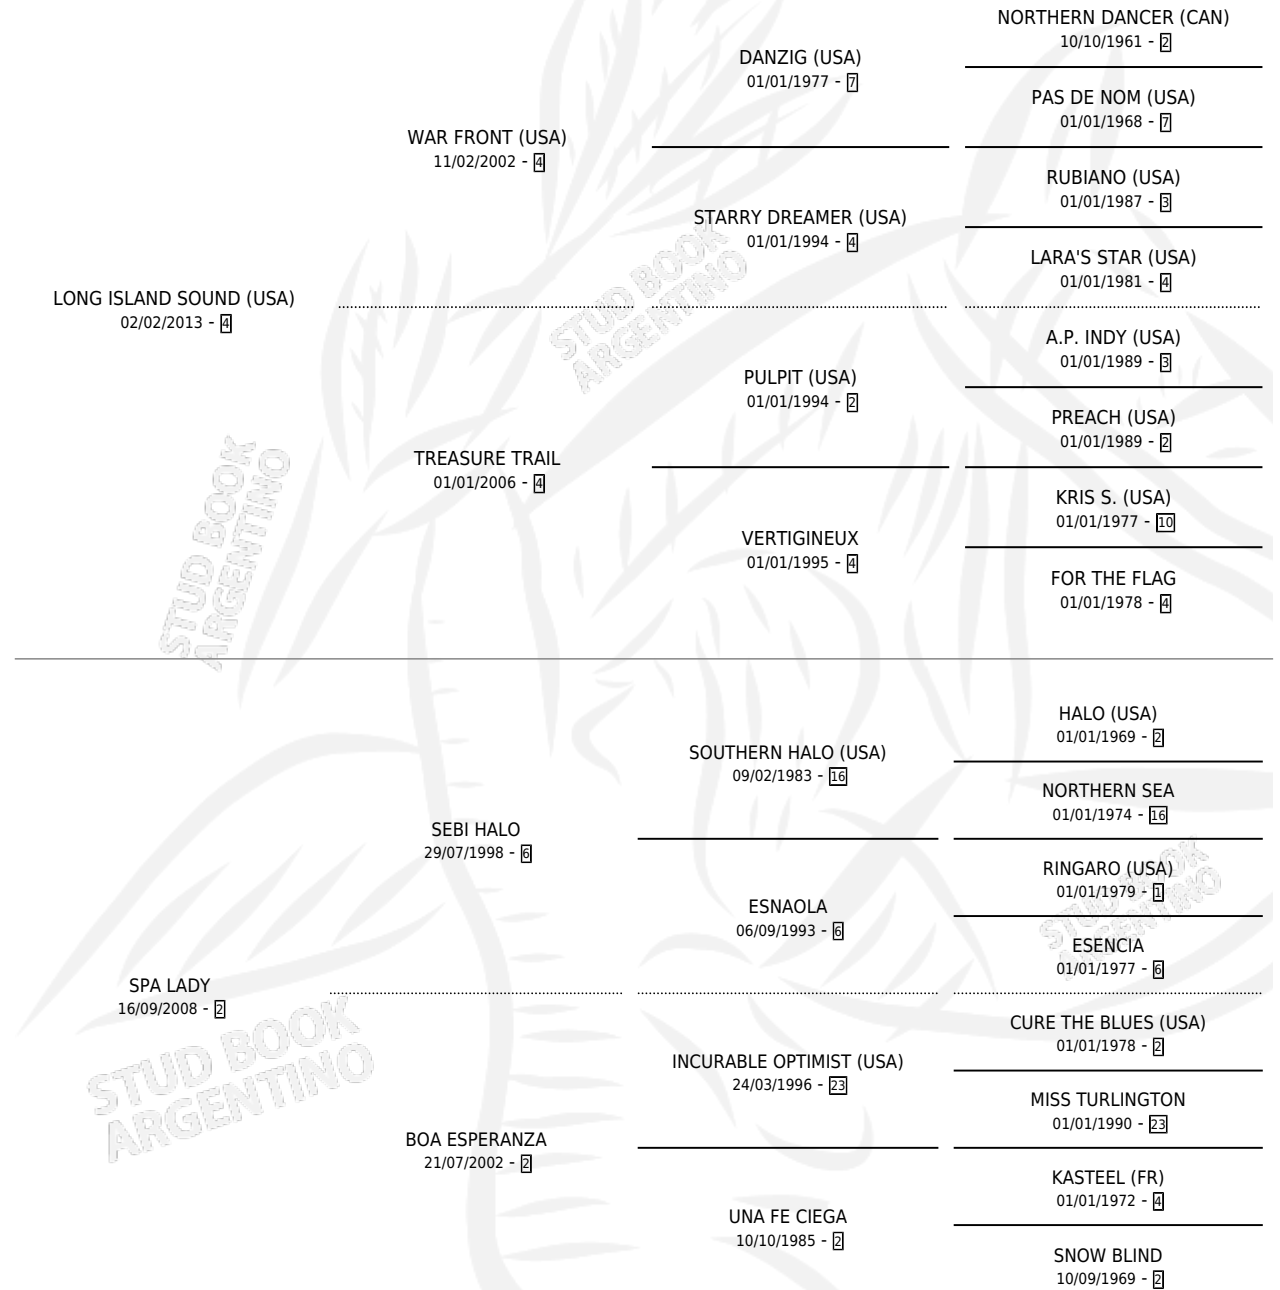 NORTHERN DANCER (CAN)
10/10/1961 - 2
DANZIG (USA)
01/01/1977 - 7
PAS DE NOM (USA)
01/01/1968 - 7
WAR FRONT (USA)
11/02/2002 - 4
RUBIANO (USA)
01/01/1987 - 3
STARRY DREAMER (USA)
01/01/1994 - 4
LARA'S STAR (USA)
01/01/1981 - 4
LONG ISLAND SOUND (USA)
02/02/2013 - 4
STUD BOOK
ARGENTINO
A.P. INDY (USA)
01/01/1989 - 3
PULPIT (USA)
01/01/1994 - 2
PREACH (USA)
01/01/1989 - 2
TREASURE TRAIL
01/01/2006 - 4
KRIS S. (USA)
01/01/1977 - 10
VERTIGINEUX
01/01/1995 - 4
FOR THE FLAG
01/01/1978 - 4
STUD BOOK
ARGENTINO
HALO (USA)
01/01/1969 - 2
SOUTHERN HALO (USA)
09/02/1983 - 16
NORTHERN SEA
01/01/1974 - 16
SEBI HALO
29/07/1998 - 6
RINGARO (USA)
01/01/1979 - 1
ESNAOLA
06/09/1993 - 6
ESENCIA
01/01/1977 - 6
STUD BOOK
ARGENTINO
SPA LADY
16/09/2008 - 2
CURE THE BLUES (USA)
01/01/1978 - 2
INCURABLE OPTIMIST (USA)
24/03/1996 - 23
MISS TURLINGTON
01/01/1990 - 23
STUD BOOK
ARGENTINO
BOA ESPERANZA
21/07/2002 - 2
KASTEEL (FR)
01/01/1972 - 4
UNA FE CIEGA
10/10/1985 - 2
SNOW BLIND
10/09/1969 - 2